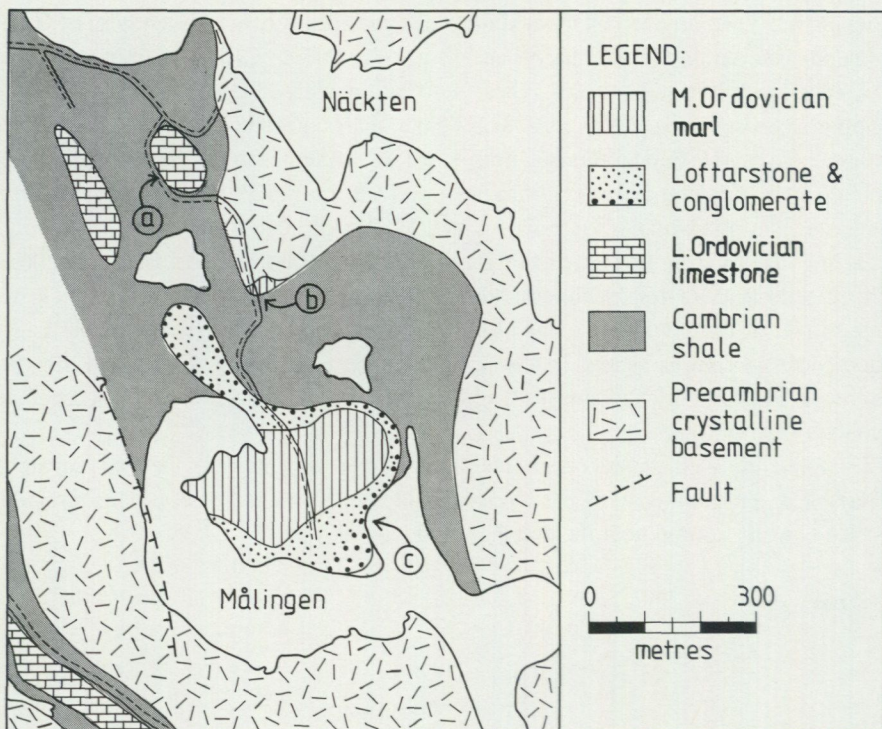 Näckten
a
b
?
c
Målingen
LEGEND:
M.Ordovician
marl
Loftarstone &
conglomerate
L.Ordovician
limestone
Cambrian
shale
Precambrian
crystalline
basement
Fault
0 300
metres